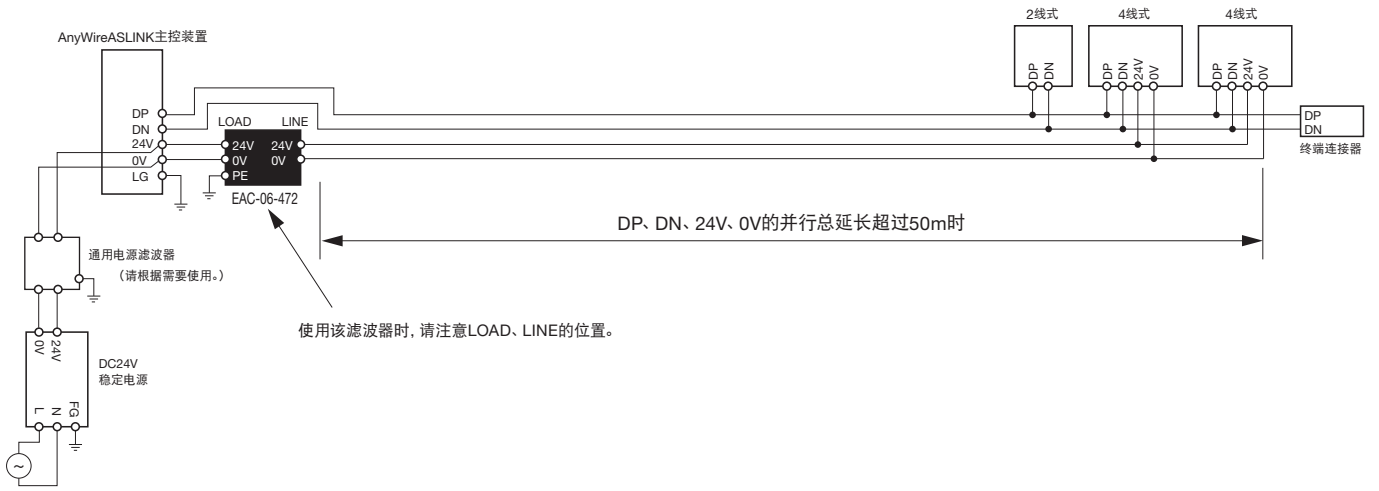 AnyWireASLINK主控装置
DP
DN
24V
0V
LG
LOAD LINE
24V 24V
0V 0V
PE
EAC-06-472
2线式
DP
DN
4线式
DP
DN
24V
0V
4线式
DP
DN
24V
0V
DP
DN
终端连接器
DP、DN、24V、0V的并行总延长超过50m时
使用该滤波器时,请注意LOAD、LINE的位置。
通用电源滤波器
（请根据需要使用。）
0V
24V
DC24V
稳定电源
L
N
FG
~